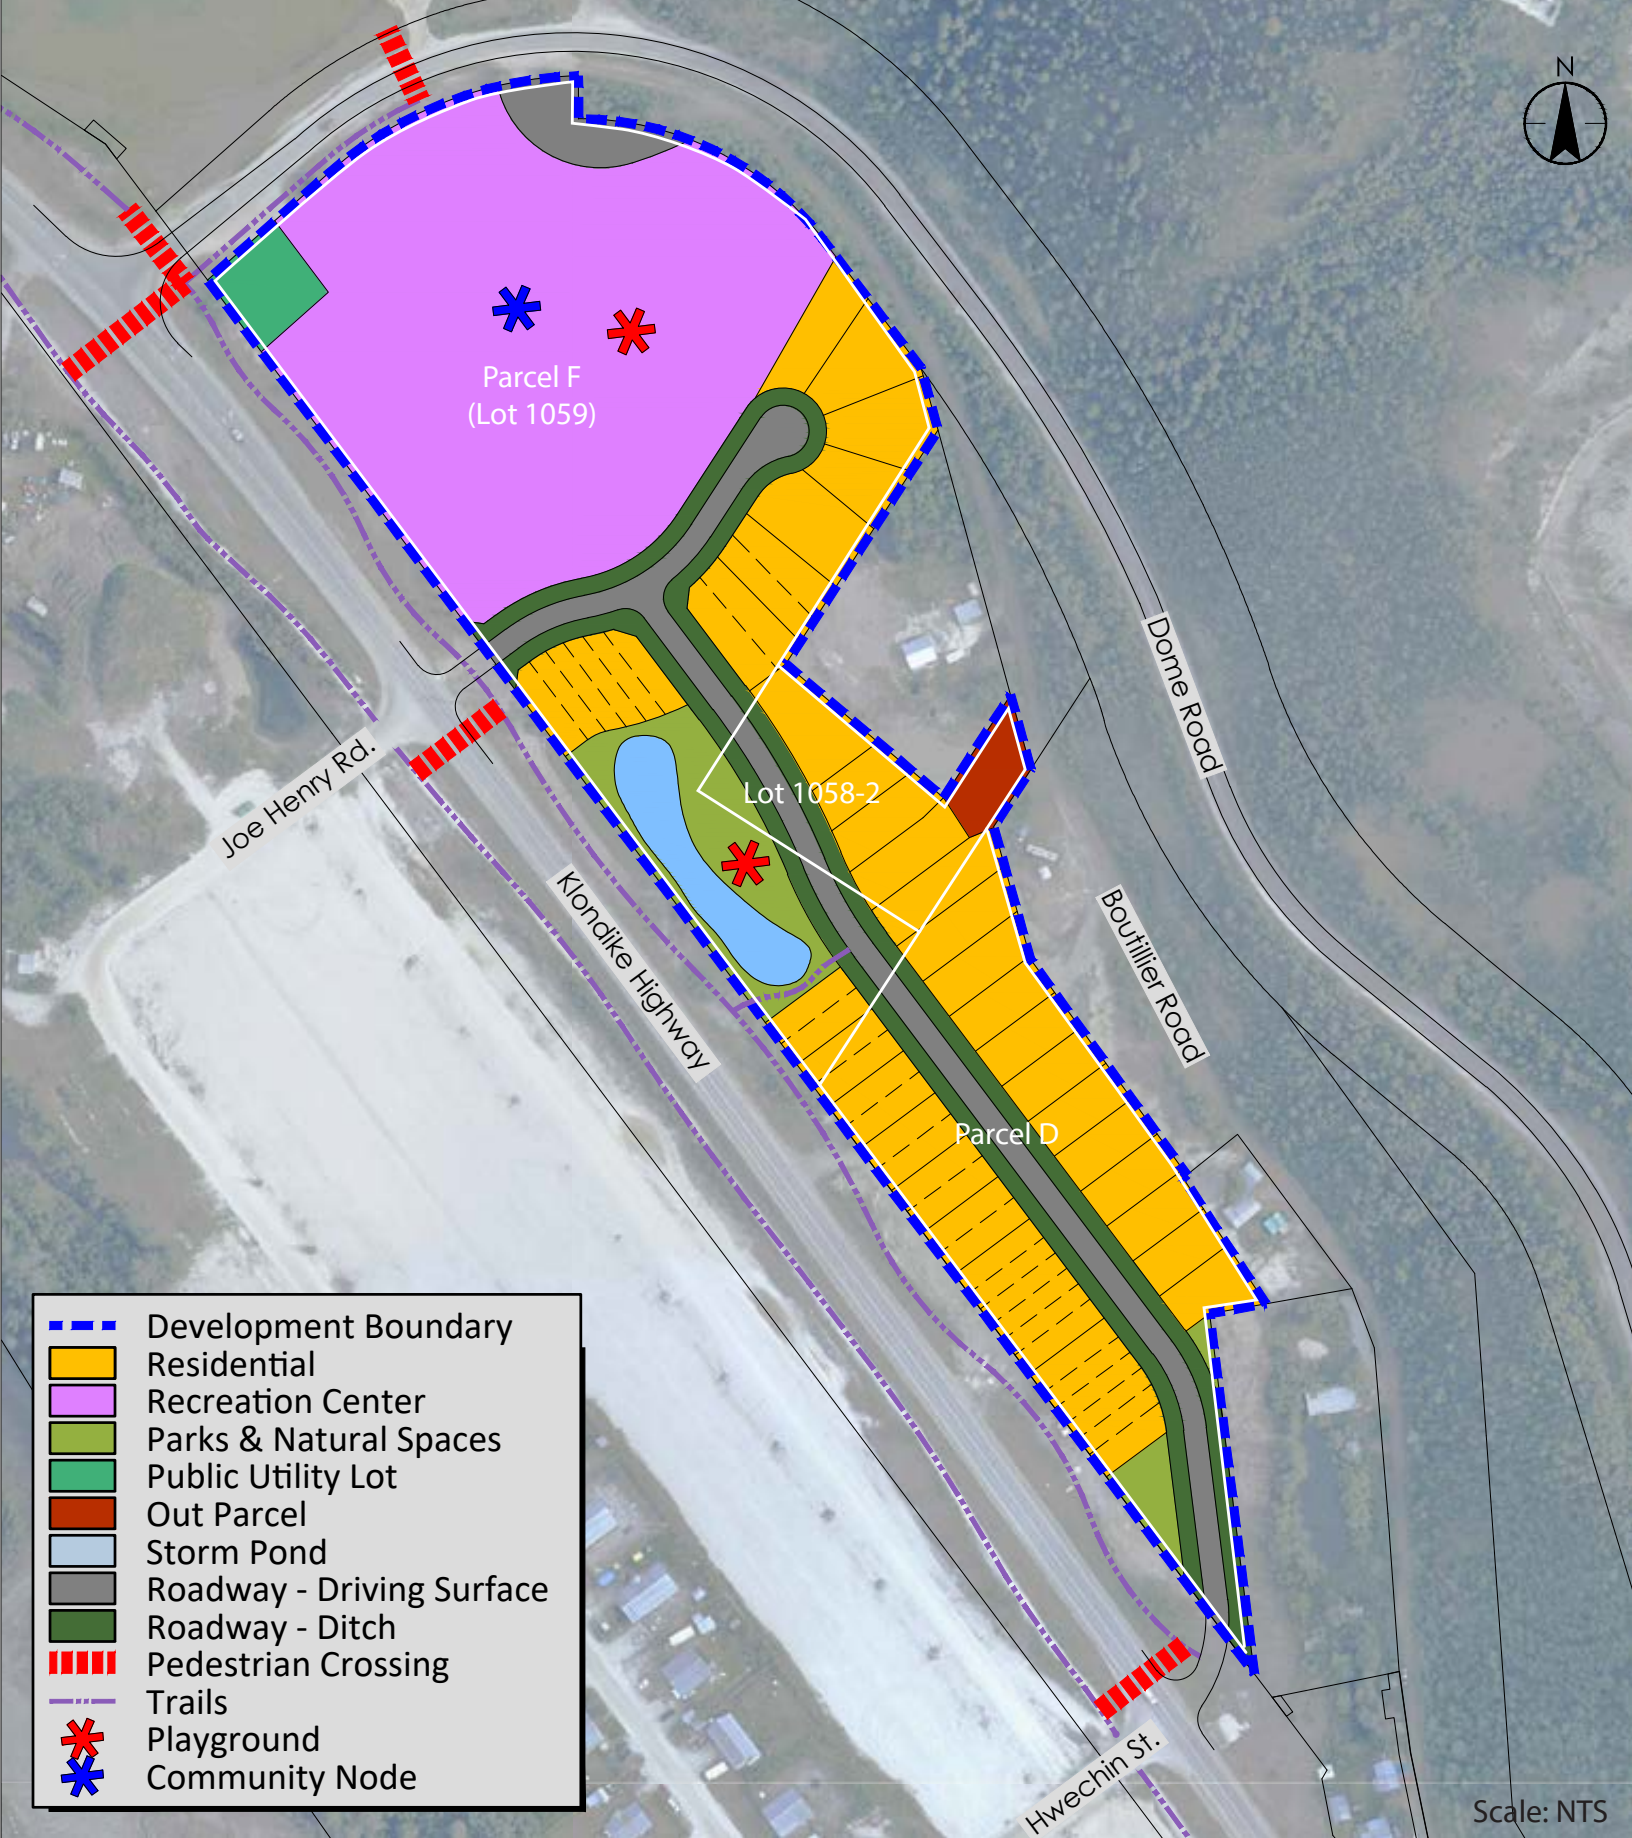 N
Parcel F
(Lot 1059)
Dome Road
Lot 1058-2
Joe Henry Rd.
Klondike Highway
Boutillier Road
Parcel D
Development Boundary
Residential
Recreation Center
Parks & Natural Spaces
Public Utility Lot
Out Parcel
Storm Pond
Roadway - Driving Surface
Roadway - Ditch
Pedestrian Crossing
Trails
Playground
Community Node
Hwechin St.
Scale: NTS